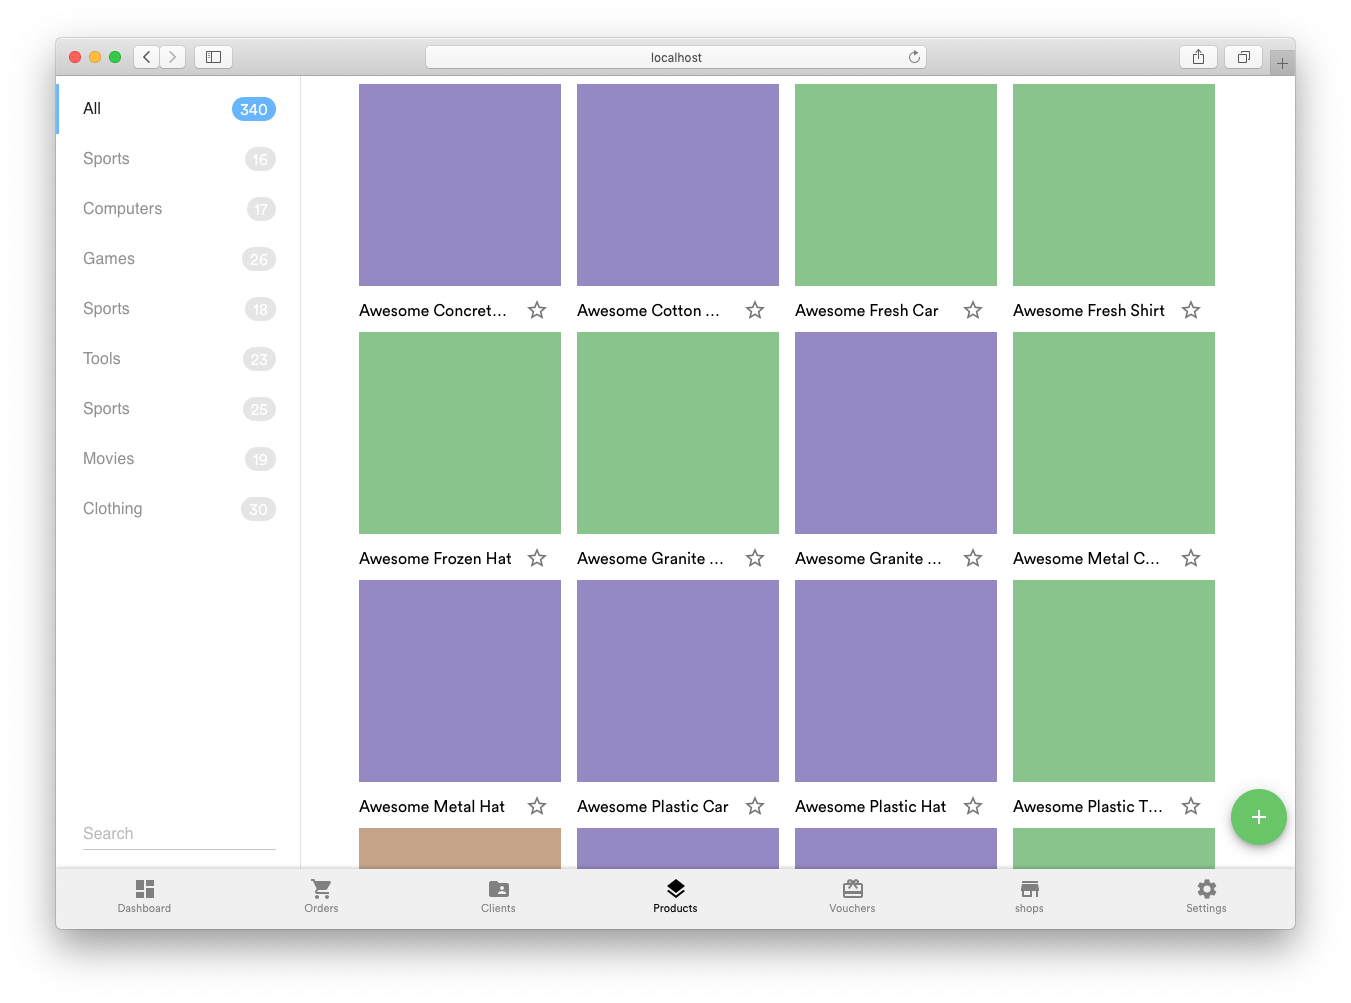 localhost
All 340
Sports 16
Computers 17
Games 26
Sports 18
Tools 23
Sports 25
Movies 19
Clothing 30
Search
Awesome Concret... Awesome Cotton ... Awesome Fresh Car Awesome Fresh Shirt
Awesome Frozen Hat Awesome Granite ... Awesome Granite ... Awesome Metal C...
Awesome Metal Hat Awesome Plastic Car Awesome Plastic Hat Awesome Plastic T...
Dashboard Orders Clients Products Vouchers shops Settings